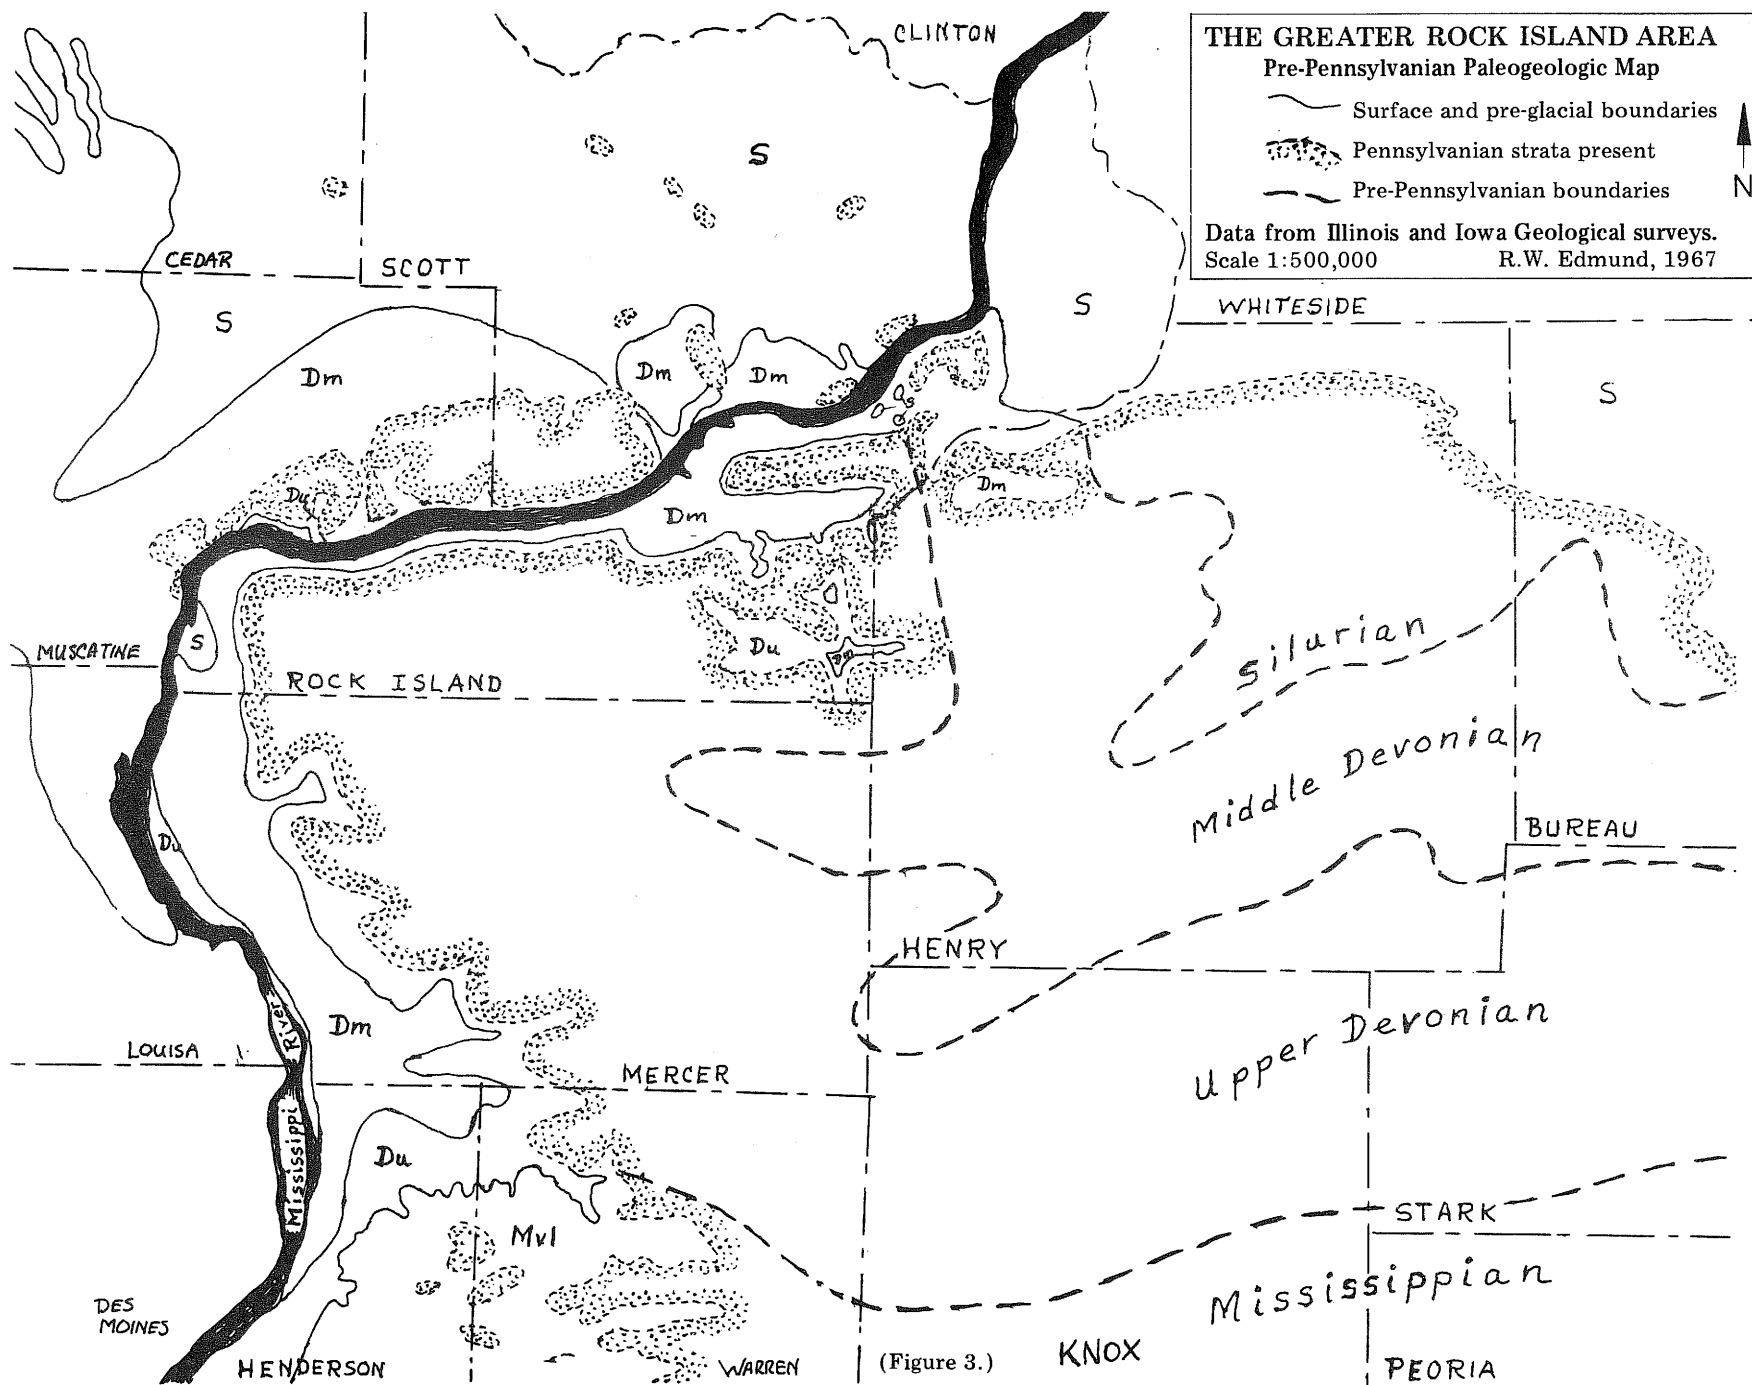 CLINTON
THE GREATER ROCK ISLAND AREA
Pre-Pennsylvanian Paleogeologic Map
Surface and pre-glacial boundaries
Pennsylvanian strata present
Pre-Pennsylvanian boundaries
N
Data from Illinois and Iowa Geological surveys.
Scale 1:500,000 R.W. Edmund, 1967
S
CEDAR
SCOTT
S
S
WHITESIDE
Dm
Dm
Dm
S
S
Du
Dm
Dm
S
MUSCATINE
Du
Dm
Silurian
ROCK ISLAND
Middle Devonian
Du
BUREAU
HENRY
River
Dm
Upper Devonian
LOUISA
MERCER
Mississippi
Du
STARK
Mvl
Mississippian
DES
MOINES
HENDERSON
WARREN
(Figure 3.)
KNOX
PEORIA